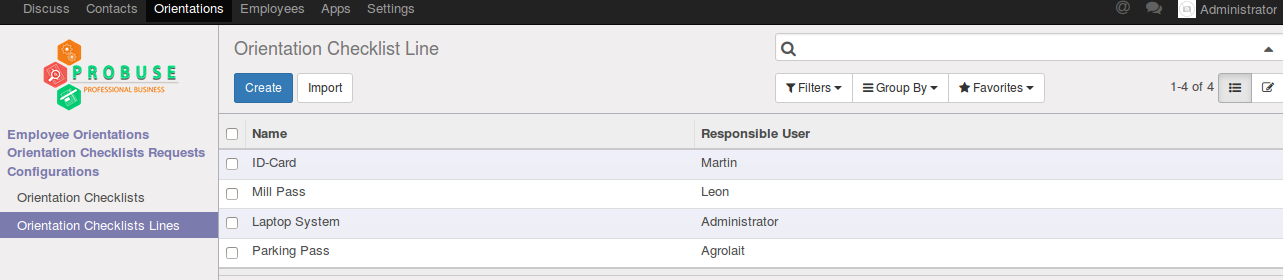 Discuss Contacts Orientations Employees Apps Settings @ Administrator
PROBUSE
PROFESSIONAL BUSINESS
Employee Orientations
Orientation Checklists Requests
Configurations
Orientation Checklists
Orientation Checklists Lines
Orientation Checklist Line
Create Import
Filters Group By Favorites 1-4 of 4
Name Responsible User
ID-Card Martin
Mill Pass Leon
Laptop System Administrator
Parking Pass Agrolait